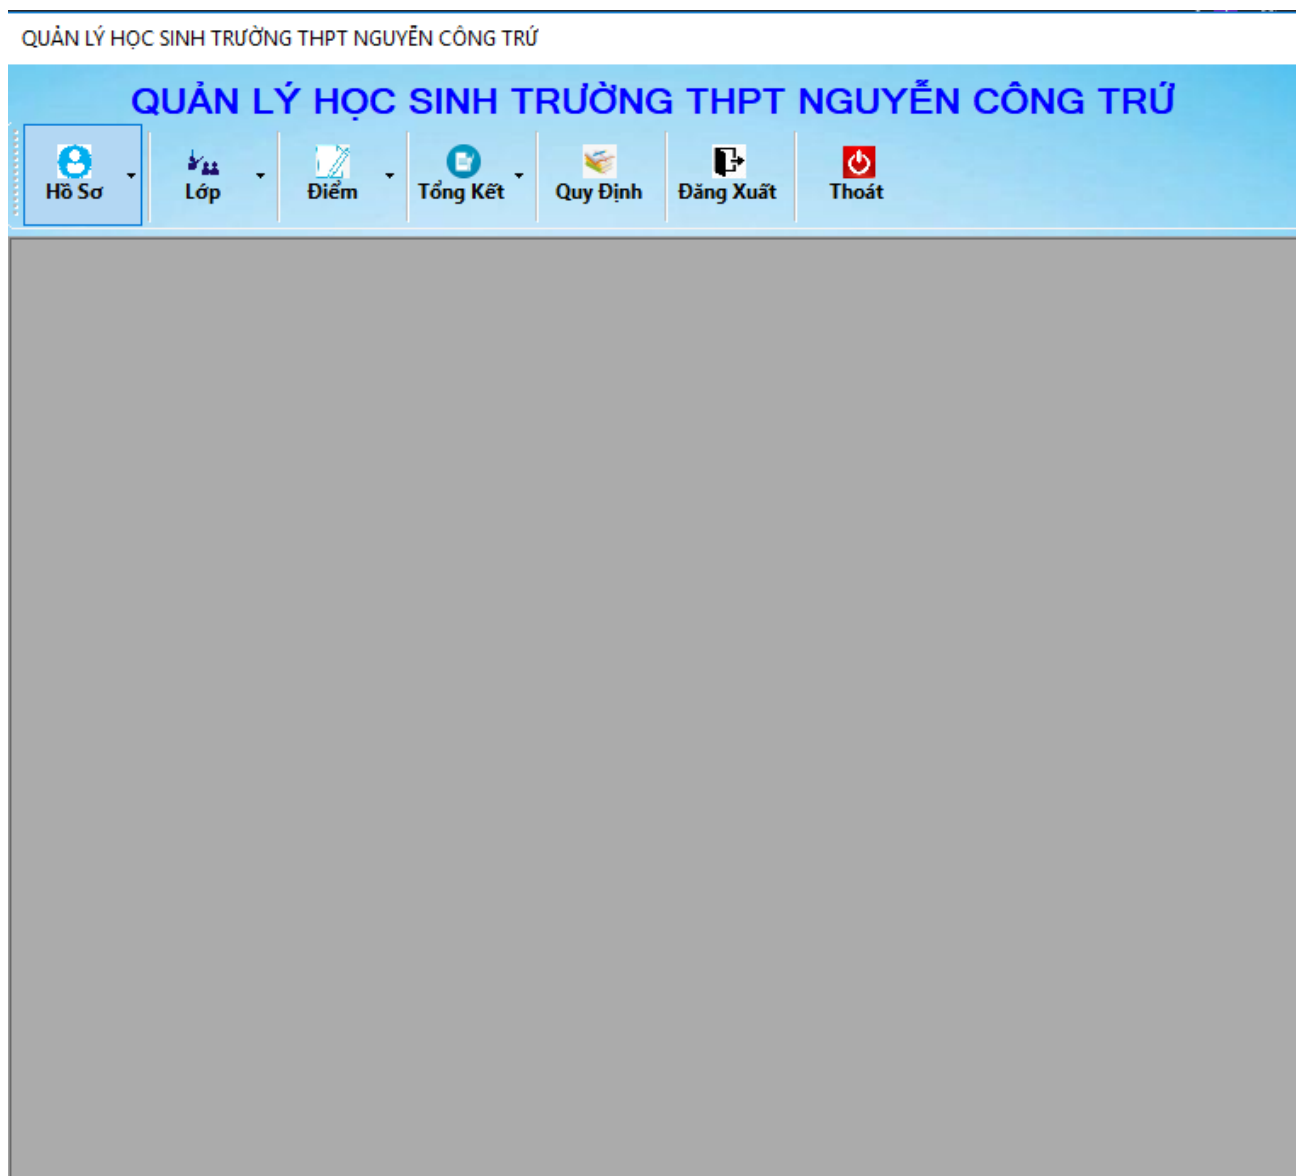 QUẢN LÝ HỌC SINH TRƯỜNG THPT NGUYỄN CÔNG TRỨ
QUẢN LÝ HỌC SINH TRƯỜNG THPT NGUYỄN CÔNG TRỨ
Hồ Sơ Lớp Điểm Tổng Kết Quy Định Đăng Xuất Thoát